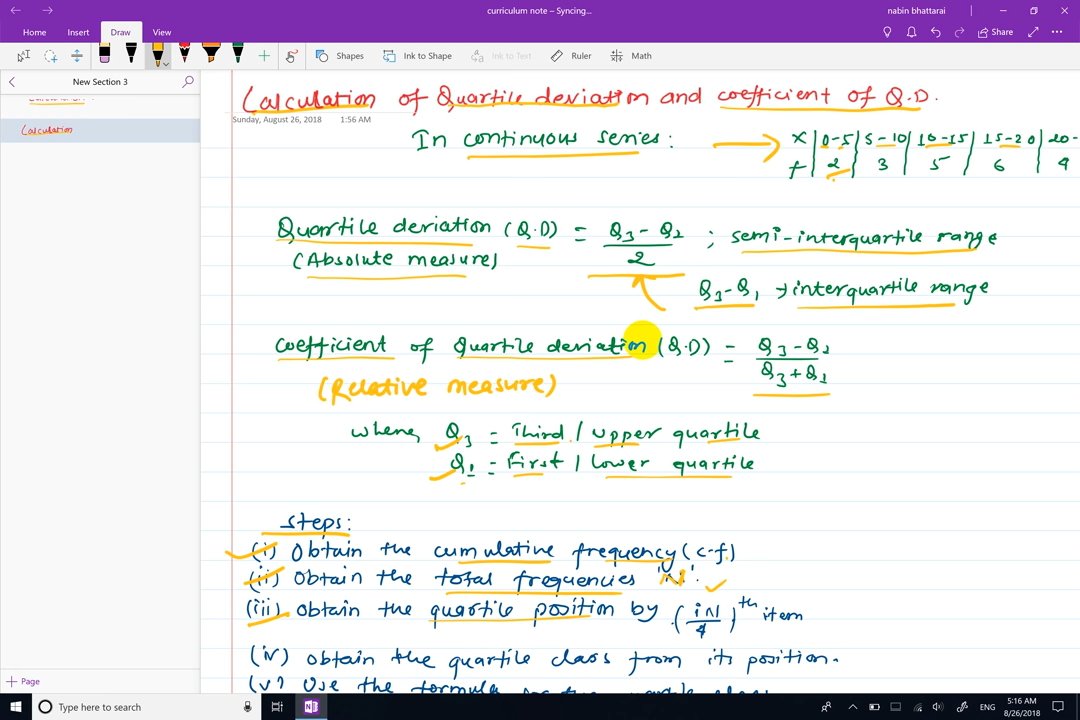 curriculum note – Syncing...
nabin bhattarai
Home Insert Draw View
Share
Shapes Ink to Shape Ink to Text Ruler Math
New Section 3
Calculation
Calculation of Quartile deviation and coefficient of Q.D.
Sunday, August 26, 2018 1:56 AM
In continuous series:
x | 0-5 | 5-10 | 10-15 | 15-20 | 20-
f | 2 | 3 | 5 | 6 | 4
Quartile deviation (Q.D) = Q3 - Q2 / 2 ; semi-interquartile range
(Absolute measure)
Q3 - Q1 → interquartile range
coefficient of Quartile deviation (Q.D) = Q3 - Q2 / Q3 + Q1
(Relative measure)
where, Q3 = Third / upper quartile
Q1 = First / lower quartile
steps:
(i) Obtain the cumulative frequency (c.f)
(ii) obtain the total frequencies 'N'.
(iii) obtain the quartile position by (iN/4)th item
(iv) obtain the quartile class from its position.
(v) Use the formula
Page
Type here to search
ENG
5:16 AM
8/26/2018